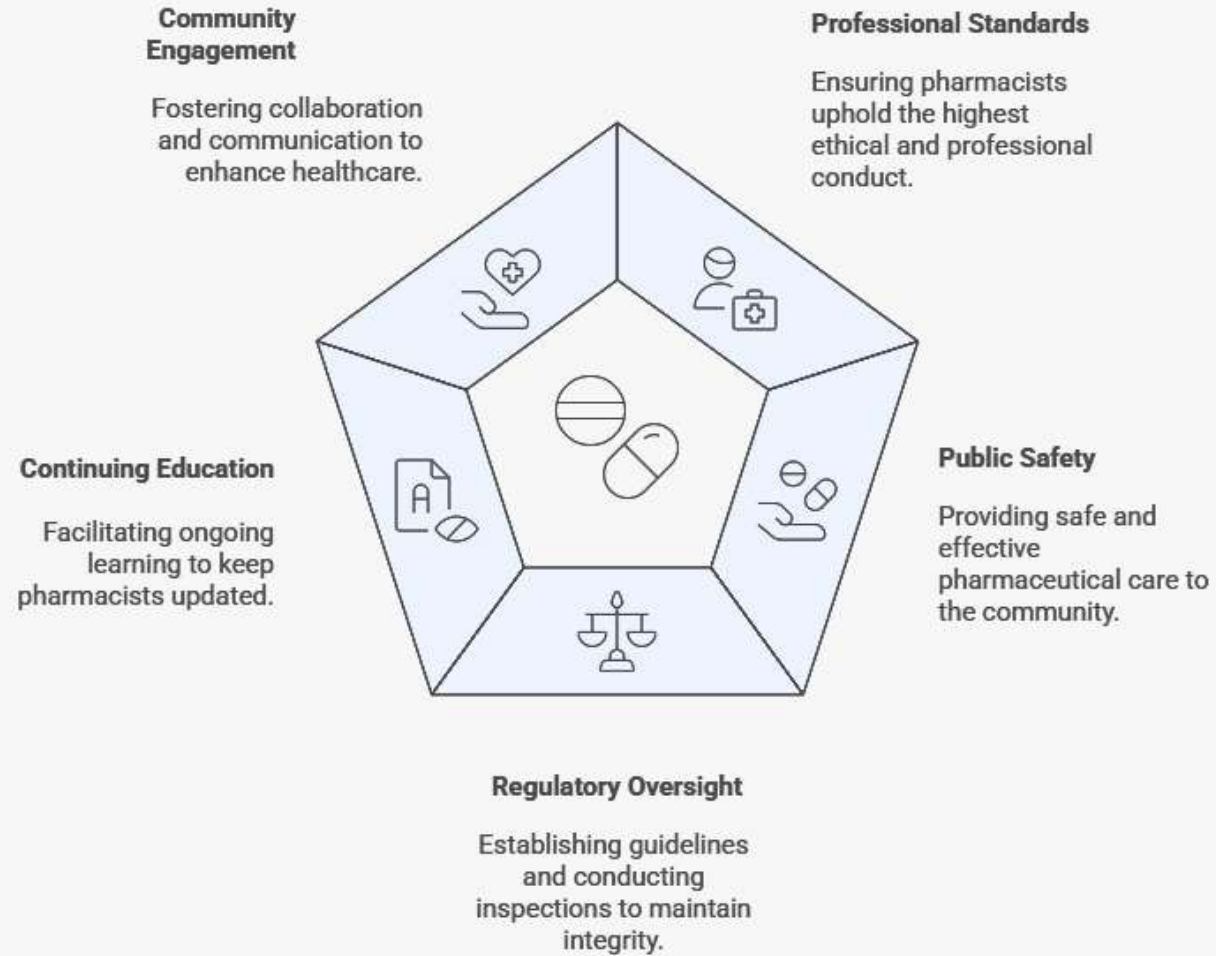 Community
Engagement
Fostering collaboration
and communication to
enhance healthcare.
Professional Standards
Ensuring pharmacists
uphold the highest
ethical and professional
conduct.
Continuing Education
Facilitating ongoing
learning to keep
pharmacists updated.
Public Safety
Providing safe and
effective
pharmaceutical care to
the community.
Regulatory Oversight
Establishing guidelines
and conducting
inspections to maintain
integrity.